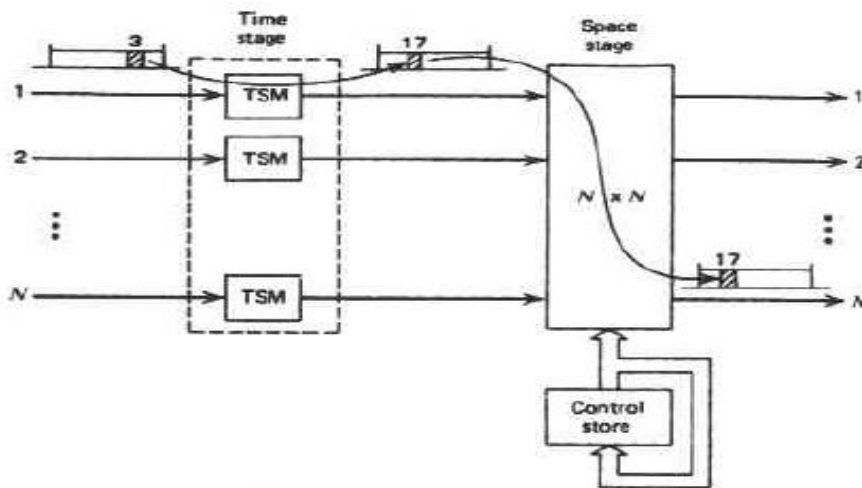 Time
stage
Space
stage
3
17
1
TSM
1
2
TSM
2
N × N
17
N
TSM
N
Control
store